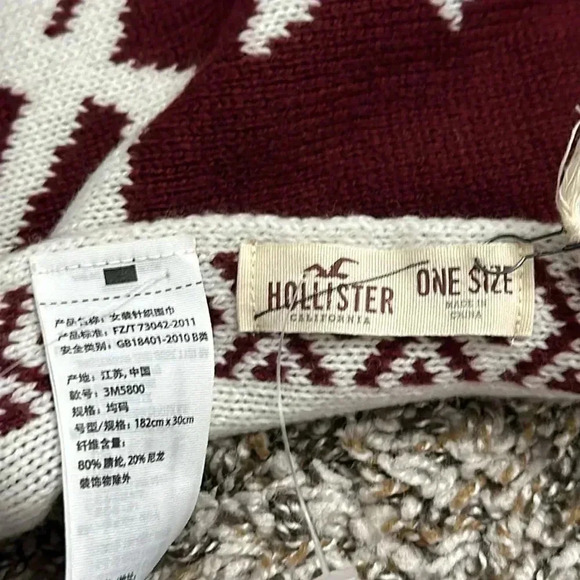 产品名称: 女装针织围巾
产品标准: FZ/T 73042-2011
安全类别: GB18401-2010 B类
产地: 江苏, 中国
款号: 3M5800
规格: 均码
号型/规格: 182cm x 30cm
纤维含量:
80% 腈纶, 20% 尼龙
装饰物除外
HOLLISTER
CALIFORNIA
ONE SIZE
MADE IN
CHINA